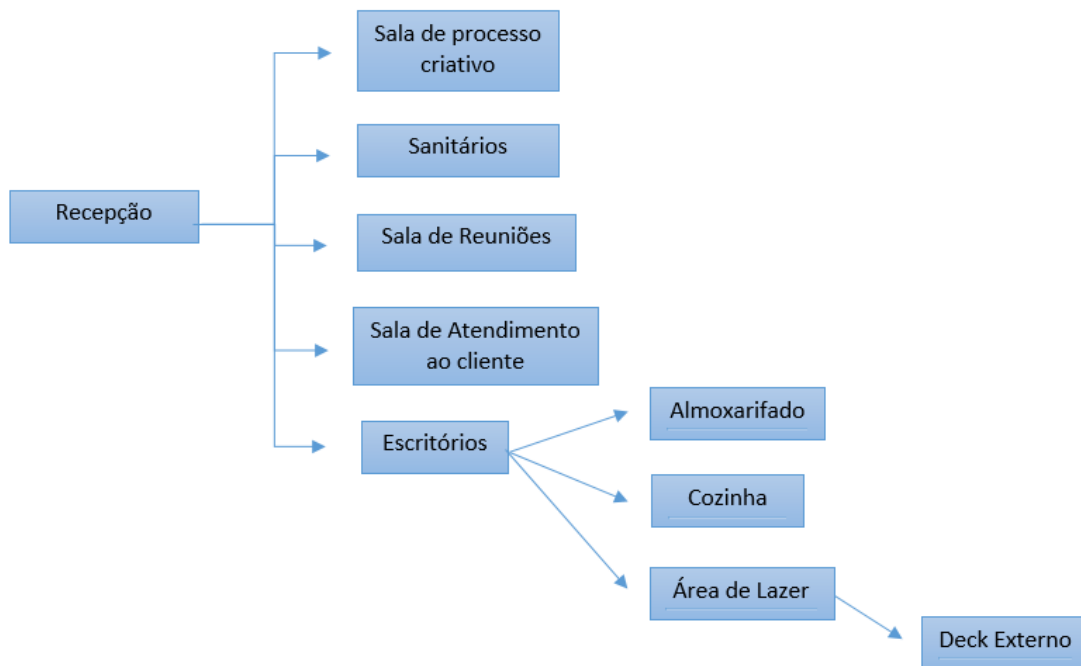 Sala de processo
criativo
Sanitários
Recepção
Sala de Reuniões
Sala de Atendimento
ao cliente
Escritórios
Almoxarifado
Cozinha
Área de Lazer
Deck Externo